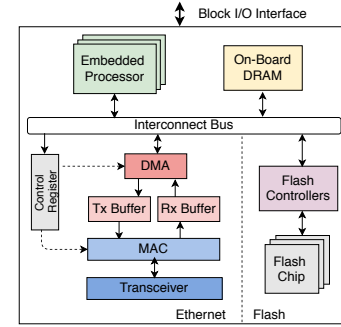 Block I/O Interface
Embedded
Processor
On-Board
DRAM
Interconnect Bus
Control
Register
DMA
Tx Buffer
Rx Buffer
MAC
Transceiver
Flash
Controllers
Flash
Chip
Ethernet
Flash